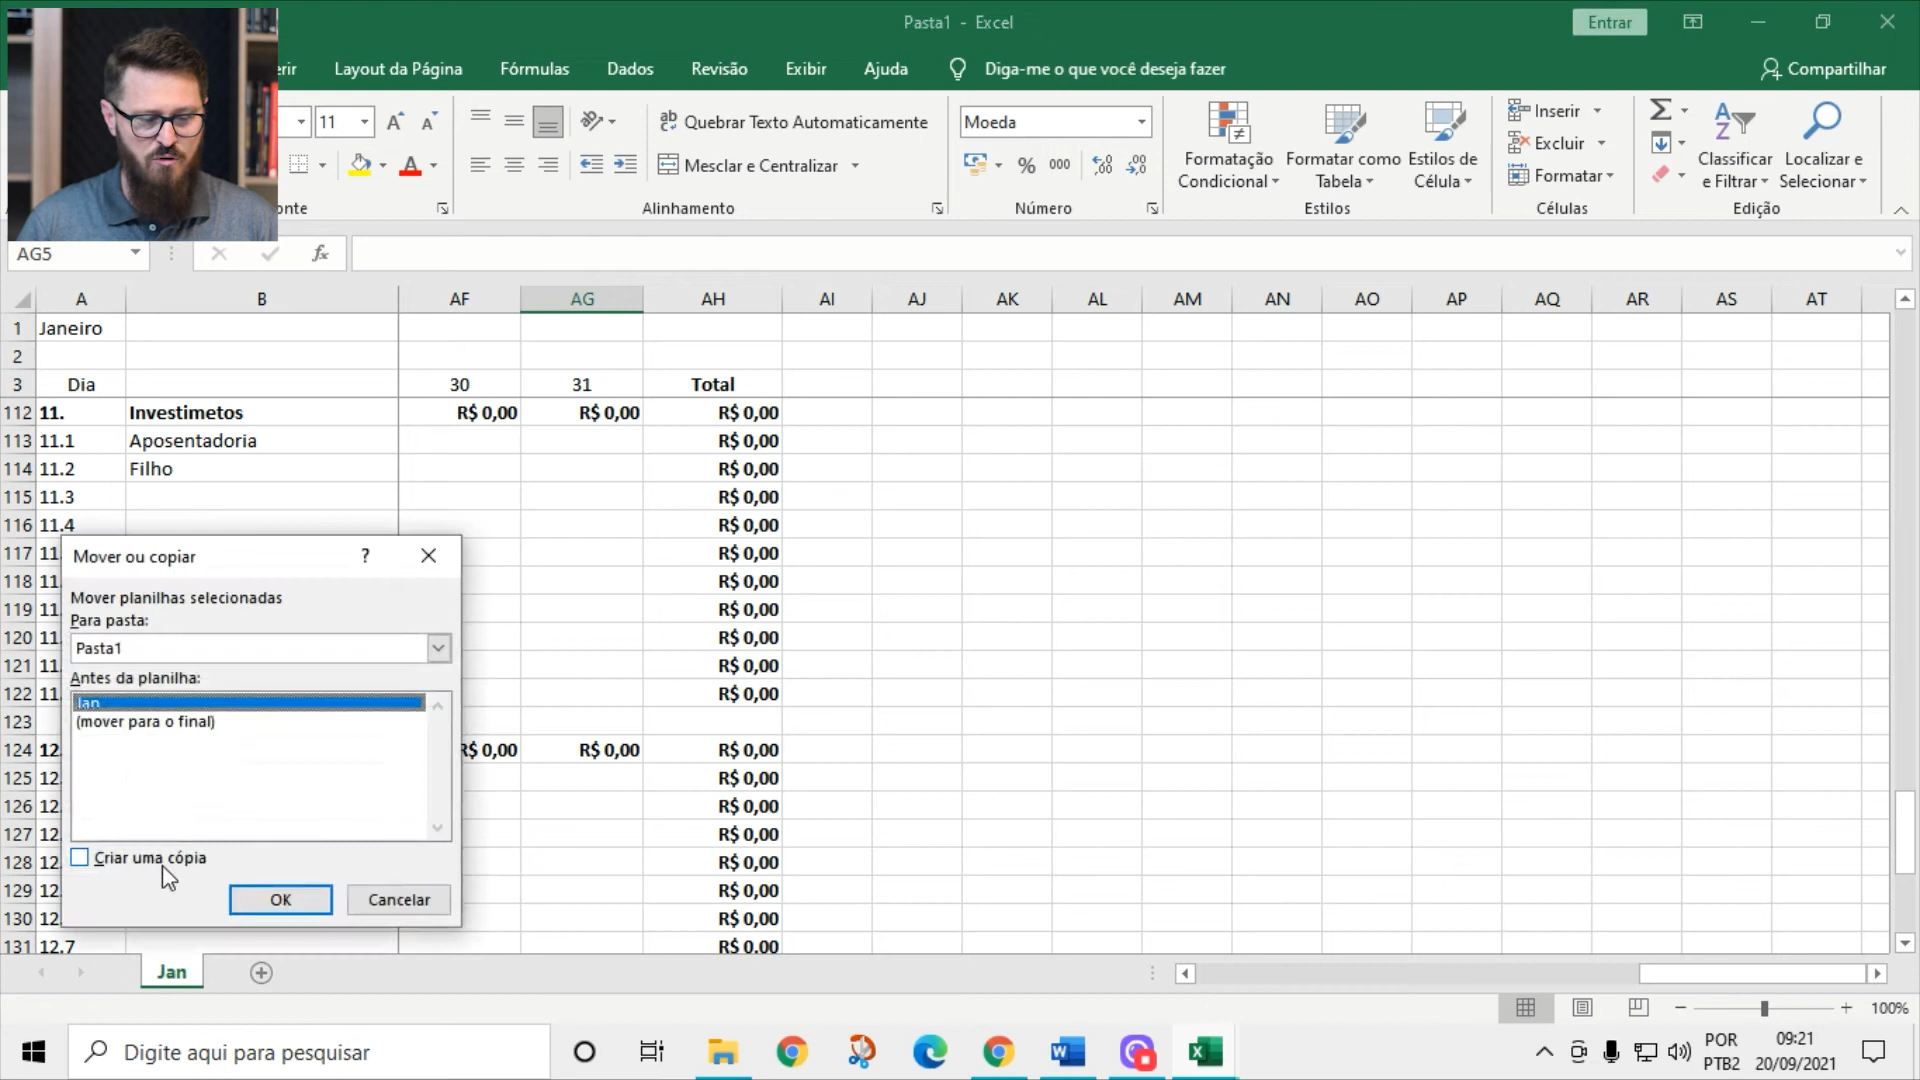 Pasta1 - Excel
Entrar
erir
Layout da Página
Fórmulas
Dados
Revisão
Exibir
Ajuda
Diga-me o que você deseja fazer
Compartilhar
11
Quebrar Texto Automaticamente
Mesclar e Centralizar
Moeda
% 000
Formatação Condicional
Formatar como Tabela
Estilos de Célula
Inserir
Excluir
Formatar
Classificar e Filtrar
Localizar e Selecionar
onte
Alinhamento
Número
Estilos
Células
Edição
AG5
fx
A B AF AG AH AI AJ AK AL AM AN AO AP AQ AR AS AT
1 Janeiro
2
3 Dia 30 31 Total
112 11. Investimetos R$ 0,00 R$ 0,00 R$ 0,00
113 11.1 Aposentadoria R$ 0,00
114 11.2 Filho R$ 0,00
115 11.3 R$ 0,00
116 11.4 R$ 0,00
117 11. R$ 0,00
118 11. R$ 0,00
119 11. R$ 0,00
120 11. R$ 0,00
121 11. R$ 0,00
122 11. R$ 0,00
123
124 12. R$ 0,00 R$ 0,00 R$ 0,00
125 12. R$ 0,00
126 12. R$ 0,00
127 12. R$ 0,00
128 12. R$ 0,00
129 12. R$ 0,00
130 12. R$ 0,00
131 12.7 R$ 0,00
Mover ou copiar
?
Mover planilhas selecionadas
Para pasta:
Pasta1
Antes da planilha:
Jan
(mover para o final)
Criar uma cópia
OK
Cancelar
Jan
100%
Digite aqui para pesquisar
POR
PTB2
09:21
20/09/2021